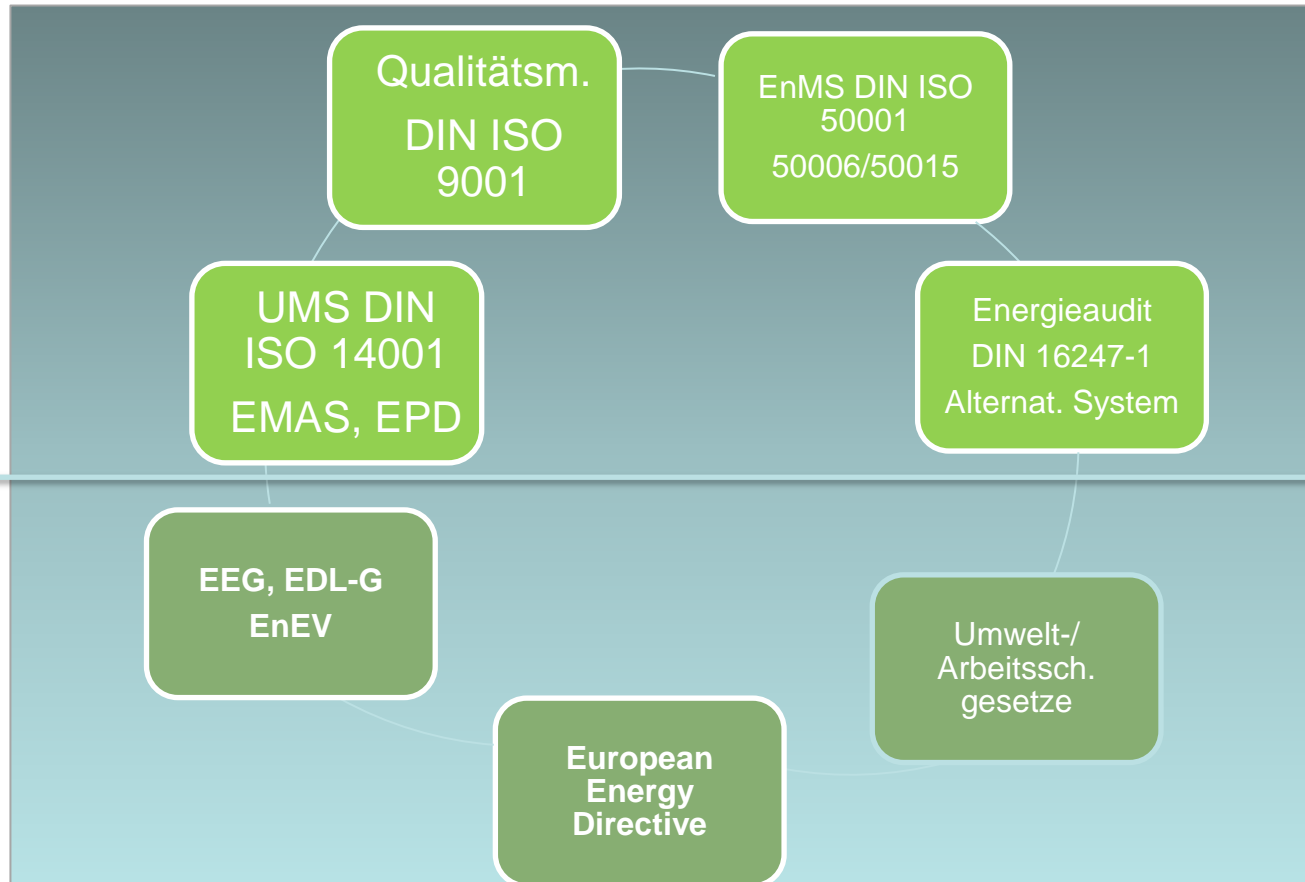 Qualitätsm.
DIN ISO
9001
EnMS DIN ISO
50001
50006/50015
UMS DIN
ISO 14001
EMAS, EPD
Energieaudit
DIN 16247-1
Alternat. System
EEG, EDL-G
EnEV
Umwelt-/
Arbeitssch.
gesetze
European
Energy
Directive